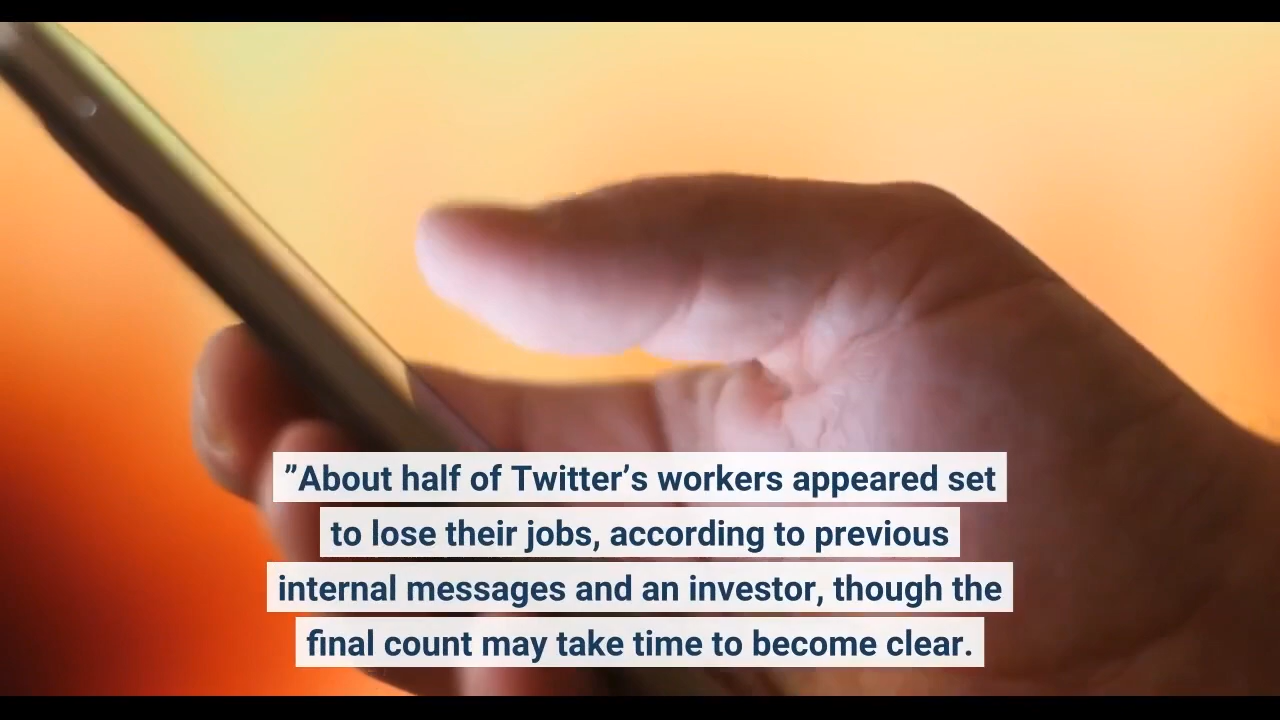 ”About half of Twitter’s workers appeared set
to lose their jobs, according to previous
internal messages and an investor, though the
final count may take time to become clear.